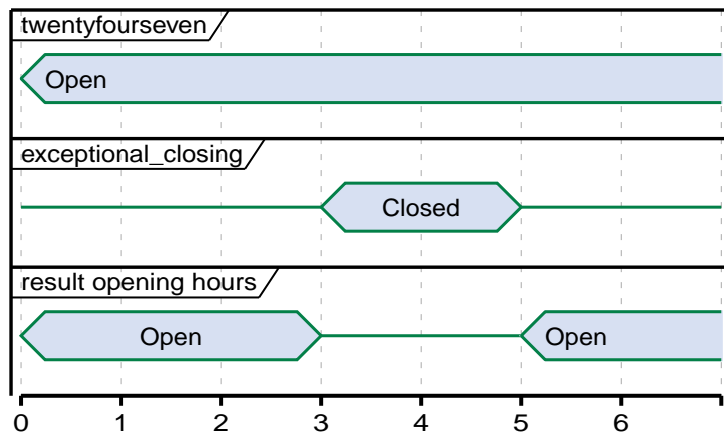 twentyfourseven
Open
exceptional_closing
Closed
result opening hours
Open Open
0 1 2 3 4 5 6